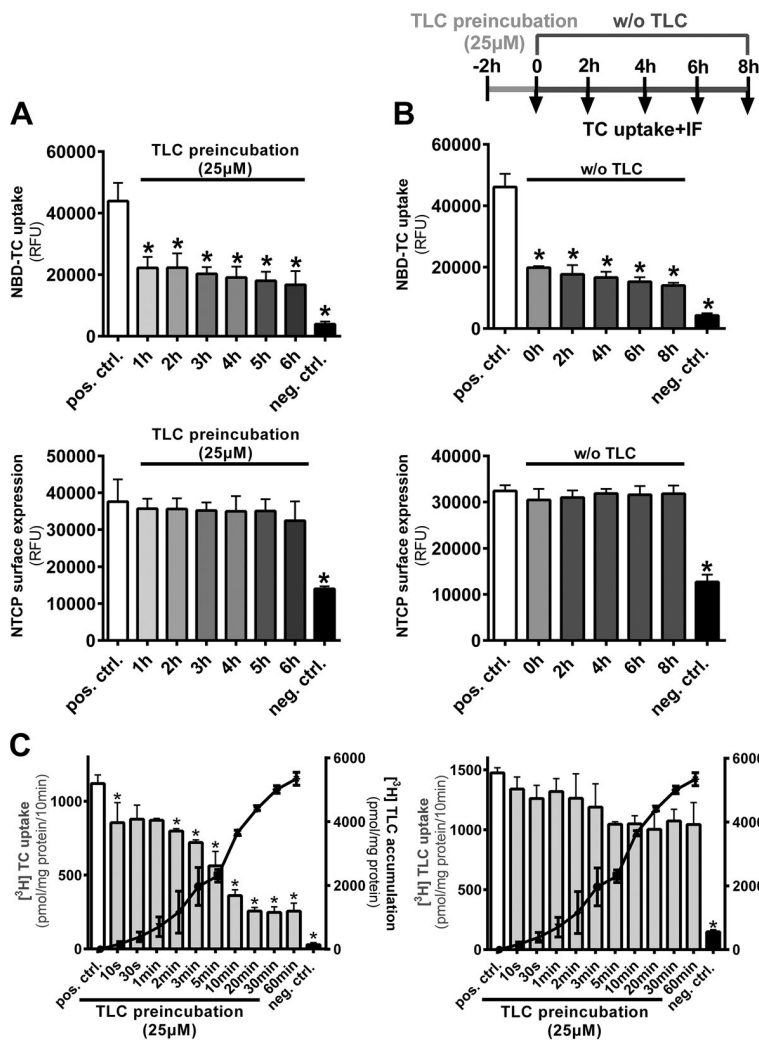 TLC preincubation
(25µM)
w/o TLC
-2h 0 2h 4h 6h 8h
TC uptake+IF
A
TLC preincubation
(25µM)
NBD-TC uptake
(RFU)
60000
40000
20000
0
* * * * * * *
pos. ctrl. 1h 2h 3h 4h 5h 6h neg. ctrl.
TLC preincubation
(25µM)
NTCP surface expression
(RFU)
50000
40000
30000
20000
10000
0
*
pos. ctrl. 1h 2h 3h 4h 5h 6h neg. ctrl.
B
w/o TLC
NBD-TC uptake
(RFU)
60000
40000
20000
0
* * * * * *
pos. ctrl. 0h 2h 4h 6h 8h neg. ctrl.
w/o TLC
NTCP surface expression
(RFU)
50000
40000
30000
20000
10000
0
*
pos. ctrl. 0h 2h 4h 6h 8h neg. ctrl.
C
[³H] TC uptake
(pmol/mg protein/10min)
1000
500
0
* * * * * * * * *
6000
4000
2000
0
[³H] TLC accumulation
(pmol/mg protein)
pos. ctrl. 10s 30s 1min 2min 3min 5min 10min 20min 30min 60min neg. ctrl.
TLC preincubation
(25µM)
[³H] TLC uptake
(pmol/mg protein/10min)
1500
1000
500
0
*
6000
4000
2000
0
pos. ctrl. 10s 30s 1min 2min 3min 5min 10min 20min 30min 60min neg. ctrl.
TLC preincubation
(25µM)